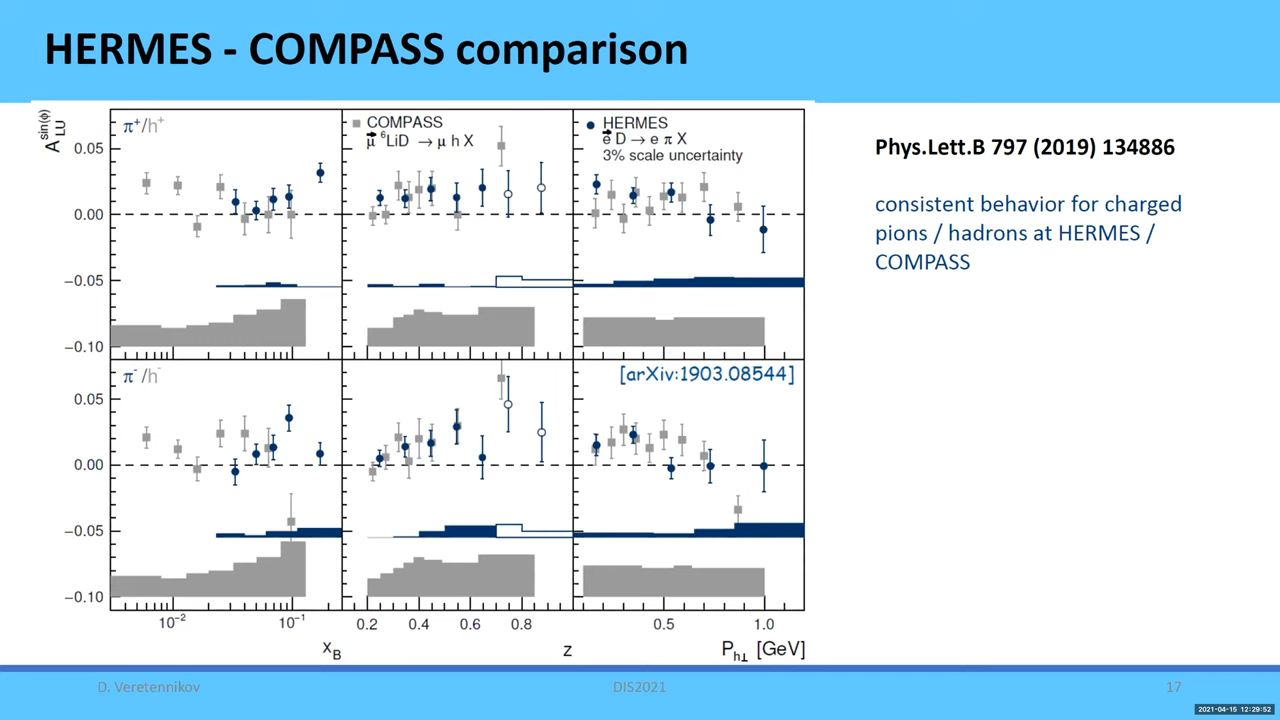 HERMES - COMPASS comparison
A_LU^sin(ϕ)
π⁺/h⁺
COMPASS
μ⃗ ⁶LiD → μ h X
HERMES
e⃗ D → e π X
3% scale uncertainty
0.05
0.00
−0.05
−0.10
π⁻/h⁻
[arXiv:1903.08544]
0.05
0.00
−0.05
−0.10
10⁻² 10⁻¹ 0.2 0.4 0.6 0.8 0.5 1.0
x_B z P_h⊥ [GeV]
Phys.Lett.B 797 (2019) 134886
consistent behavior for charged
pions / hadrons at HERMES /
COMPASS
D. Veretennikov DIS2021 17
2021-04-15 12:29:52